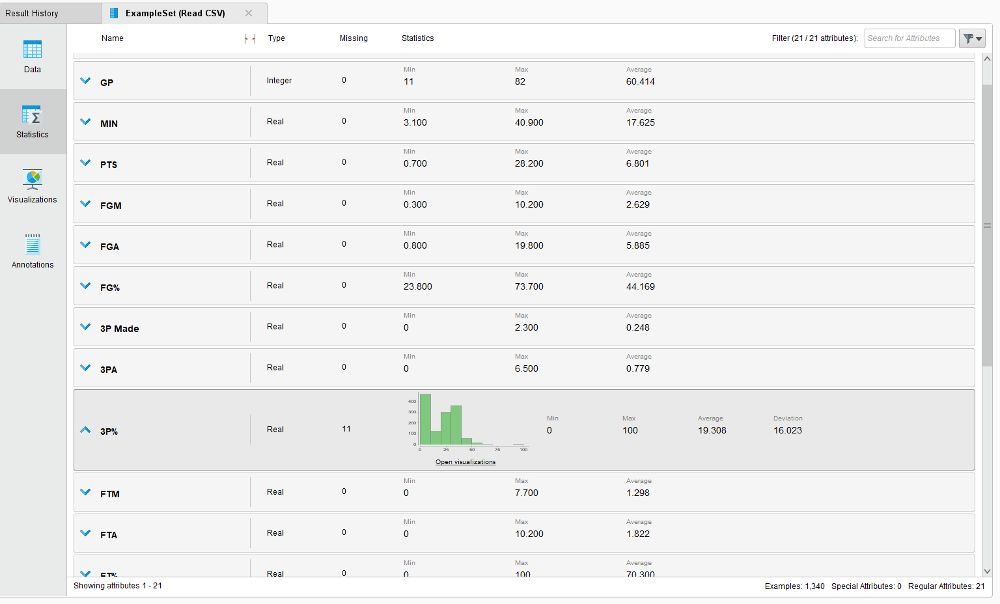 Result History
ExampleSet (Read CSV)
Name Type Missing Statistics Filter (21 / 21 attributes): Search for Attributes
Data
Statistics
Visualizations
Annotations
Min Max Average
GP Integer 0 11 82 60.414
Min Max Average
MIN Real 0 3.100 40.900 17.625
Min Max Average
PTS Real 0 0.700 28.200 6.801
Min Max Average
FGM Real 0 0.300 10.200 2.629
Min Max Average
FGA Real 0 0.800 19.800 5.885
Min Max Average
FG% Real 0 23.800 73.700 44.169
Min Max Average
3P Made Real 0 0 2.300 0.248
Min Max Average
3PA Real 0 0 6.500 0.779
400
300
200
100
0
0 25 50 75 100
Open visualizations
Min Max Average Deviation
3P% Real 11 0 100 19.308 16.023
Min Max Average
FTM Real 0 0 7.700 1.298
Min Max Average
FTA Real 0 0 10.200 1.822
Min Max Average
FT% Real 0 0 100 70.300
Showing attributes 1 - 21
Examples: 1,340 Special Attributes: 0 Regular Attributes: 21